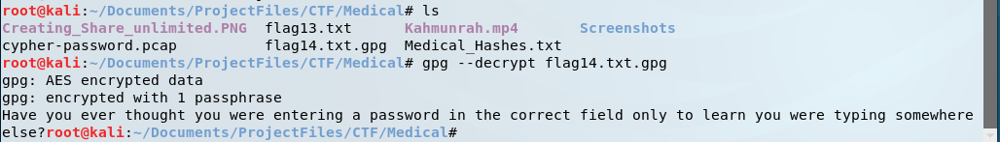 root@kali:~/Documents/ProjectFiles/CTF/Medical# ls
Creating_Share_unlimited.PNG  flag13.txt      Kahmunrah.mp4       Screenshots
cypher-password.pcap          flag14.txt.gpg  Medical_Hashes.txt
root@kali:~/Documents/ProjectFiles/CTF/Medical# gpg --decrypt flag14.txt.gpg
gpg: AES encrypted data
gpg: encrypted with 1 passphrase
Have you ever thought you were entering a password in the correct field only to learn you were typing somewhere
else?root@kali:~/Documents/ProjectFiles/CTF/Medical#